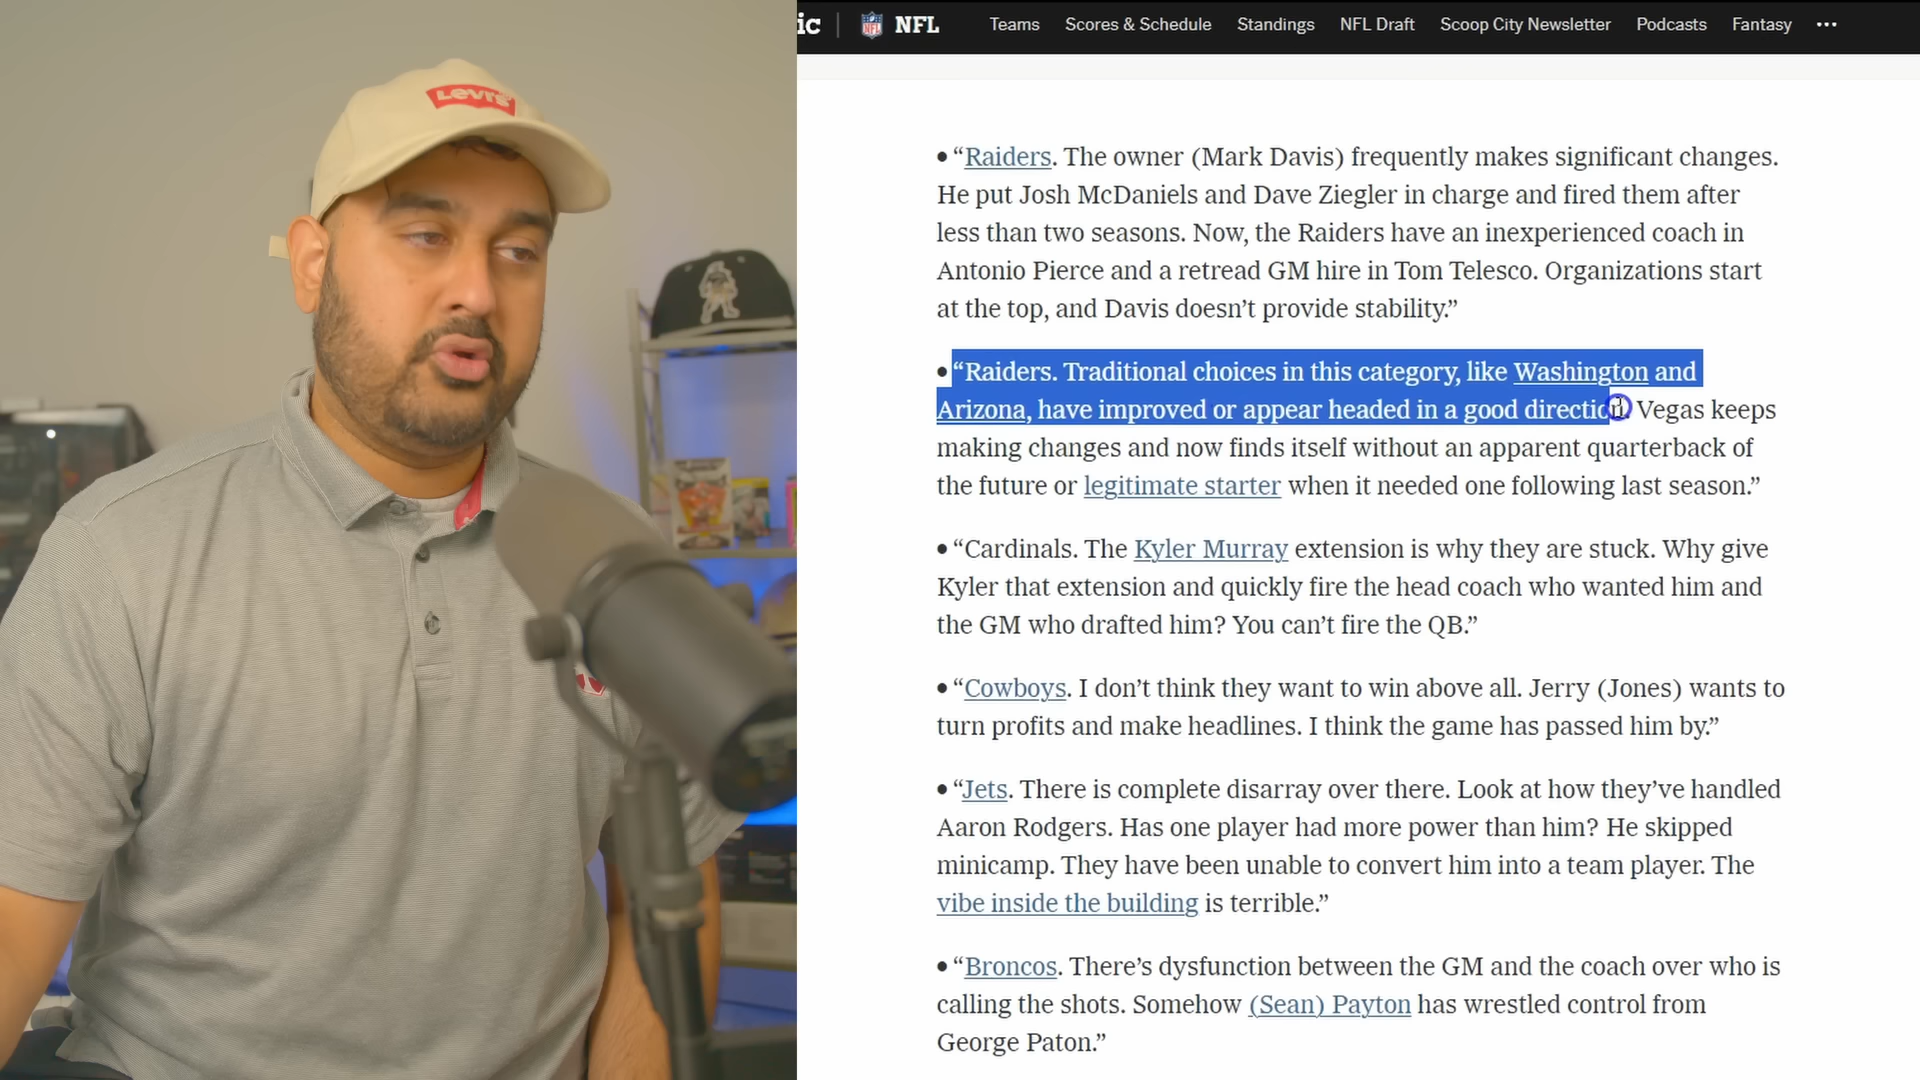 Levi's
ic | NFL Teams Scores & Schedule Standings NFL Draft Scoop City Newsletter Podcasts Fantasy ...
• “Raiders. The owner (Mark Davis) frequently makes significant changes.
He put Josh McDaniels and Dave Ziegler in charge and fired them after
less than two seasons. Now, the Raiders have an inexperienced coach in
Antonio Pierce and a retread GM hire in Tom Telesco. Organizations start
at the top, and Davis doesn’t provide stability.”
• “Raiders. Traditional choices in this category, like Washington and
Arizona, have improved or appear headed in a good direction. Vegas keeps
making changes and now finds itself without an apparent quarterback of
the future or legitimate starter when it needed one following last season.”
• “Cardinals. The Kyler Murray extension is why they are stuck. Why give
Kyler that extension and quickly fire the head coach who wanted him and
the GM who drafted him? You can’t fire the QB.”
• “Cowboys. I don’t think they want to win above all. Jerry (Jones) wants to
turn profits and make headlines. I think the game has passed him by.”
• “Jets. There is complete disarray over there. Look at how they’ve handled
Aaron Rodgers. Has one player had more power than him? He skipped
minicamp. They have been unable to convert him into a team player. The
vibe inside the building is terrible.”
• “Broncos. There’s dysfunction between the GM and the coach over who is
calling the shots. Somehow (Sean) Payton has wrestled control from
George Paton.”